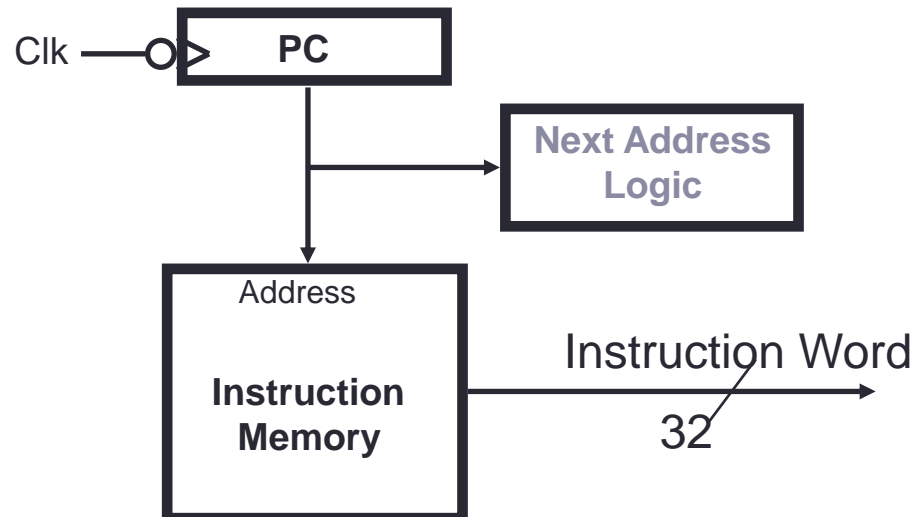 Clk
PC
Next Address
Logic
Address
Instruction Word
Instruction
Memory
32